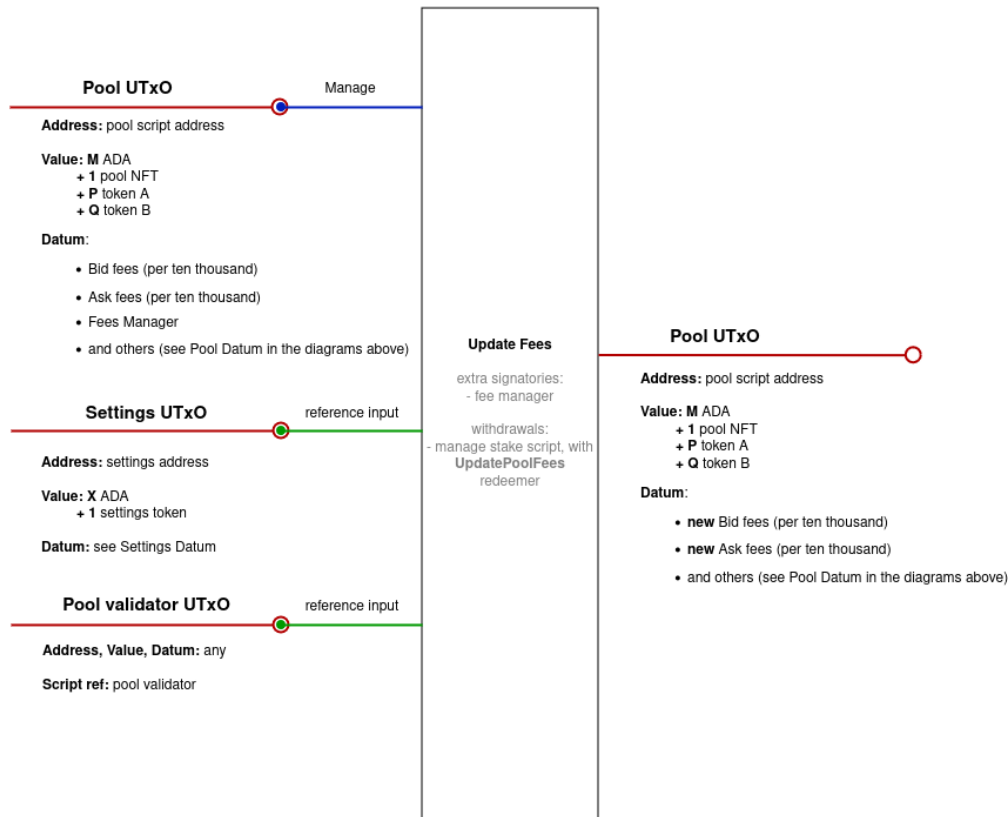 Pool UTxO
Manage
Address: pool script address
Value: M ADA
+ 1 pool NFT
+ P token A
+ Q token B
Datum:
• Bid fees (per ten thousand)
• Ask fees (per ten thousand)
• Fees Manager
• and others (see Pool Datum in the diagrams above)
Settings UTxO
reference input
Address: settings address
Value: X ADA
+ 1 settings token
Datum: see Settings Datum
Pool validator UTxO
reference input
Address, Value, Datum: any
Script ref: pool validator
Update Fees
extra signatories:
- fee manager
withdrawals:
- manage stake script, with
UpdatePoolFees
redeemer
Pool UTxO
Address: pool script address
Value: M ADA
+ 1 pool NFT
+ P token A
+ Q token B
Datum:
• new Bid fees (per ten thousand)
• new Ask fees (per ten thousand)
• and others (see Pool Datum in the diagrams above)